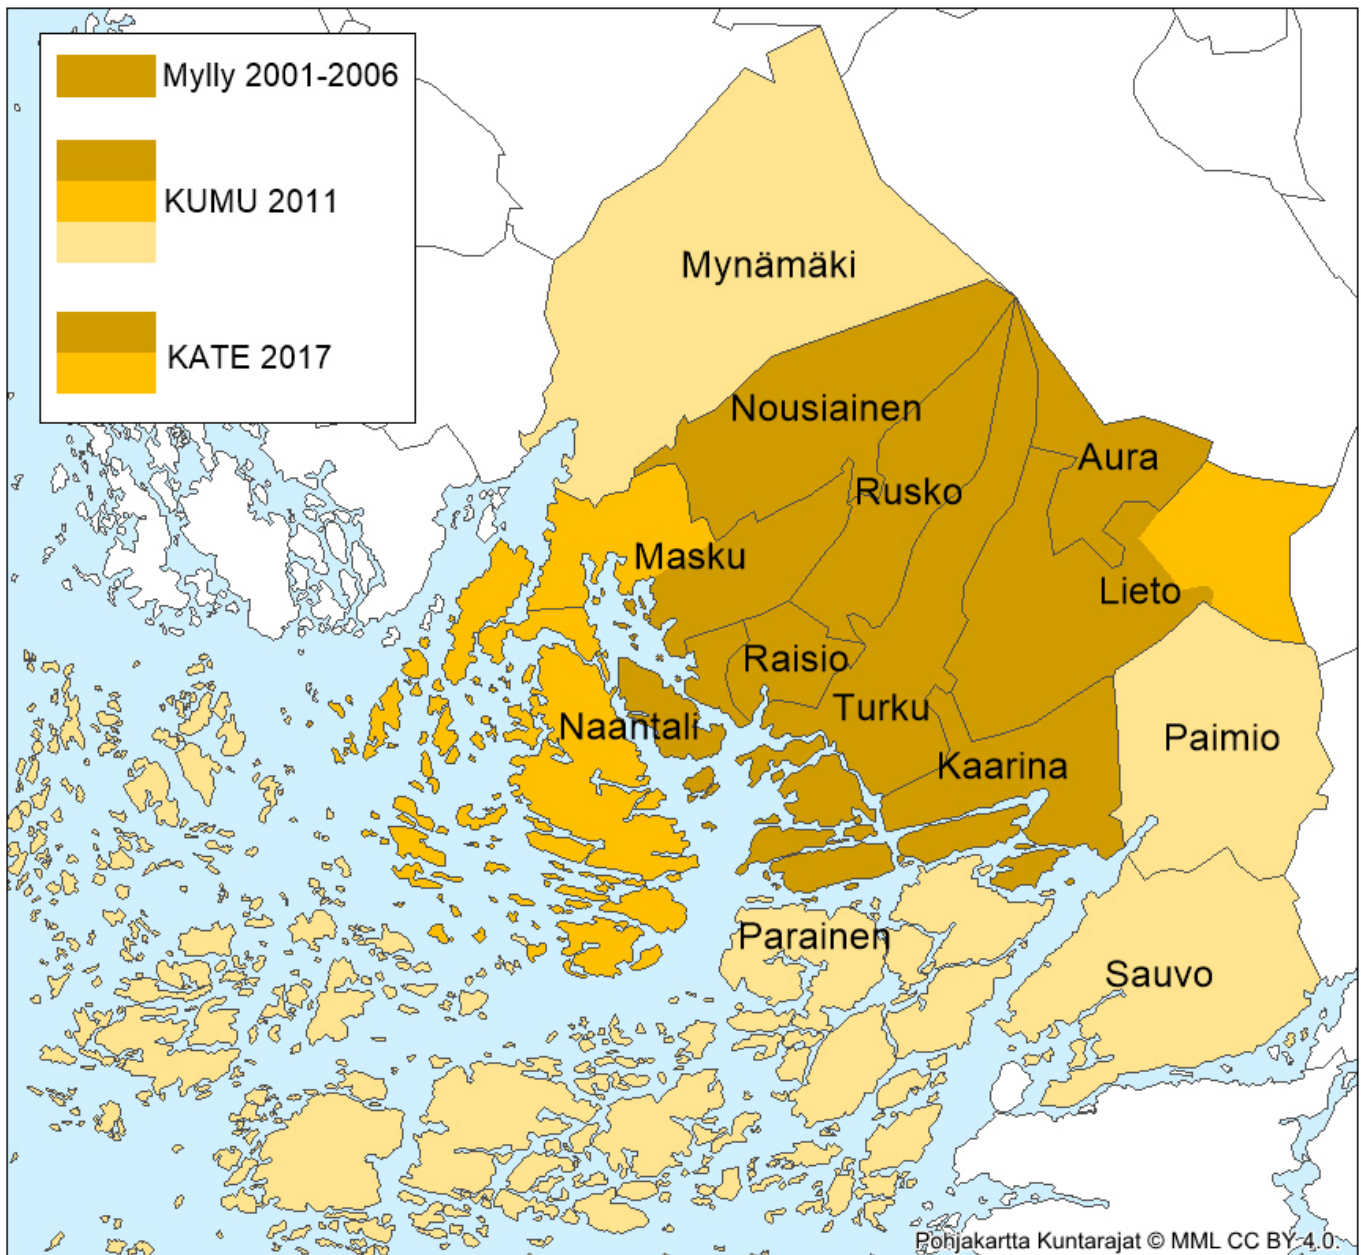 Mylly 2001-2006
KUMU 2011
KATE 2017
Mynämäki
Nousiainen
Aura
Rusko
Masku
Lieto
Raisio
Naantali
Turku
Paimio
Kaarina
Parainen
Sauvo
Pohjakartta Kuntarajat © MML CC BY 4.0.